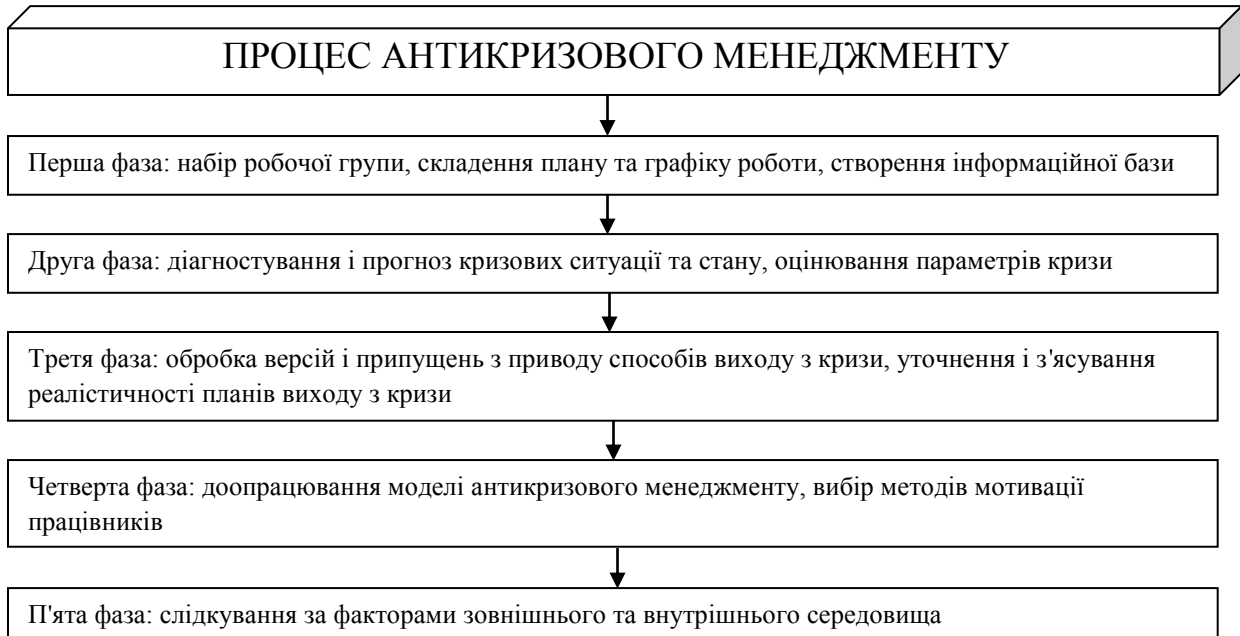 ПРОЦЕС АНТИКРИЗОВОГО МЕНЕДЖМЕНТУ
Перша фаза: набір робочої групи, складення плану та графіку роботи, створення інформаційної бази
Друга фаза: діагностування і прогноз кризових ситуації та стану, оцінювання параметрів кризи
Третя фаза: обробка версій і припущень з приводу способів виходу з кризи, уточнення і з'ясування
реалістичності планів виходу з кризи
Четверта фаза: доопрацювання моделі антикризового менеджменту, вибір методів мотивації
працівників
П'ята фаза: слідкування за факторами зовнішнього та внутрішнього середовища